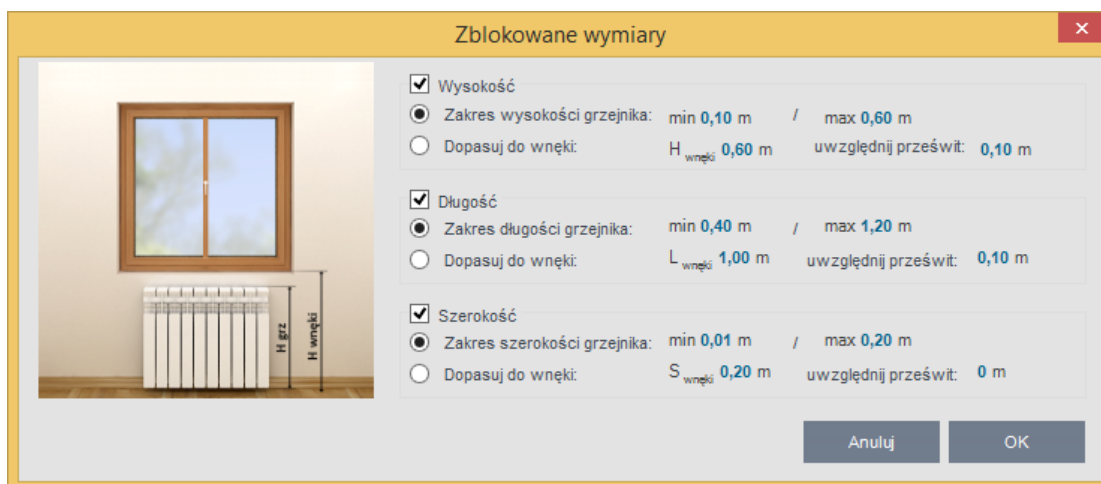 Zblokowane wymiary
Wysokość
Zakres wysokości grzejnika: min 0,10 m / max 0,60 m
Dopasuj do wnęki: H wnęki 0,60 m uwzględnij prześwit: 0,10 m
Długość
Zakres długości grzejnika: min 0,40 m / max 1,20 m
Dopasuj do wnęki: L wnęki 1,00 m uwzględnij prześwit: 0,10 m
Szerokość
Zakres szerokości grzejnika: min 0,01 m / max 0,20 m
Dopasuj do wnęki: S wnęki 0,20 m uwzględnij prześwit: 0 m
H grz
H wnęki
Anuluj OK